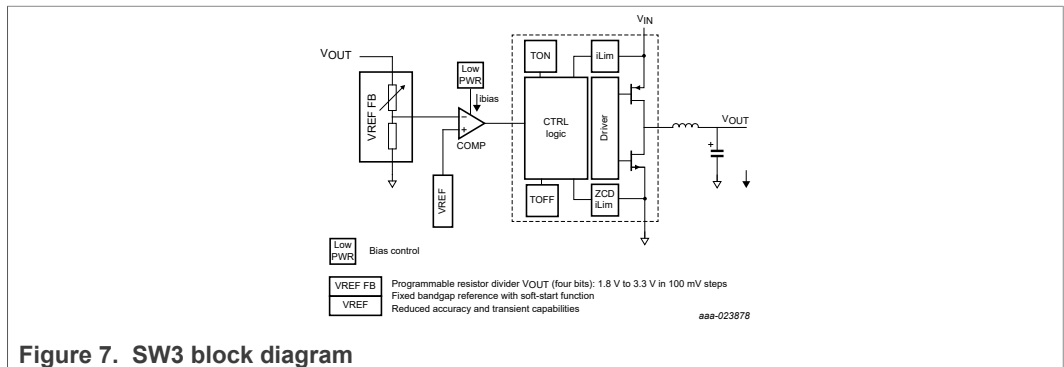 VIN
VOUT
TON
iLim
Low
PWR
ibias
VREF FB
−
+
COMP
CTRL
logic
Driver
VOUT
+
VREF
TOFF
ZCD
iLim
Low
PWR
Bias control
VREF FB
Programmable resistor divider VOUT (four bits): 1.8 V to 3.3 V in 100 mV steps
Fixed bandgap reference with soft-start function
VREF
Reduced accuracy and transient capabilities
aaa-023878
Figure 7. SW3 block diagram